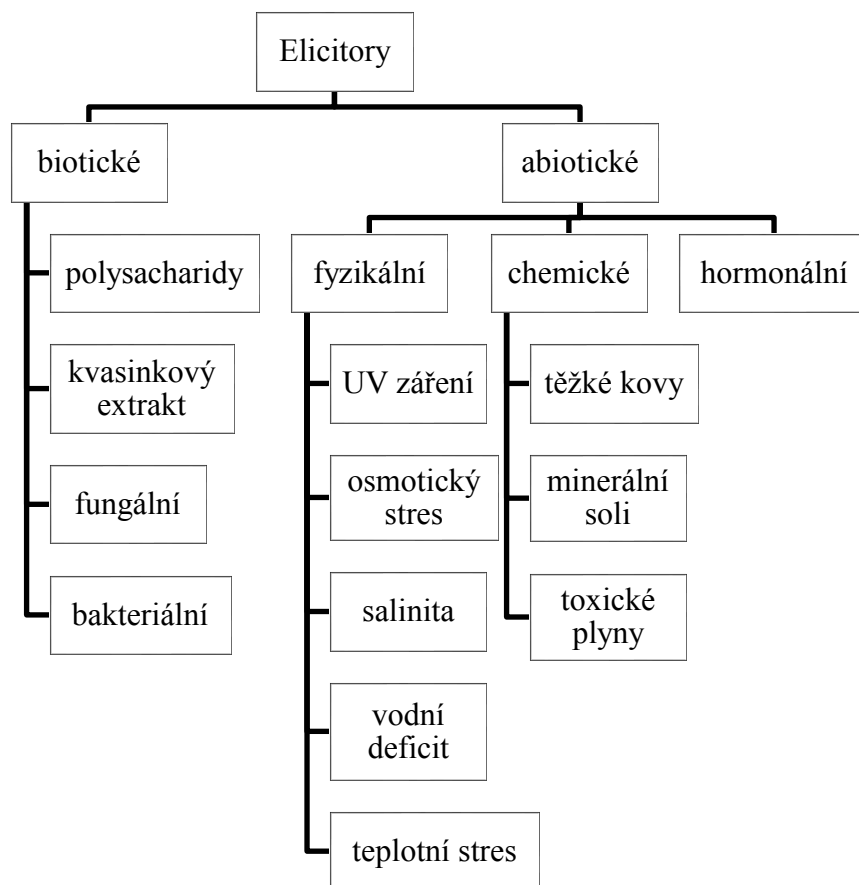 Elicitory
biotické
abiotické
polysacharidy
kvasinkový
extrakt
fungální
bakteriální
fyzikální
chemické
hormonální
UV záření
osmotický
stres
salinita
vodní
deficit
teplotní stres
těžké kovy
minerální
soli
toxické
plyny